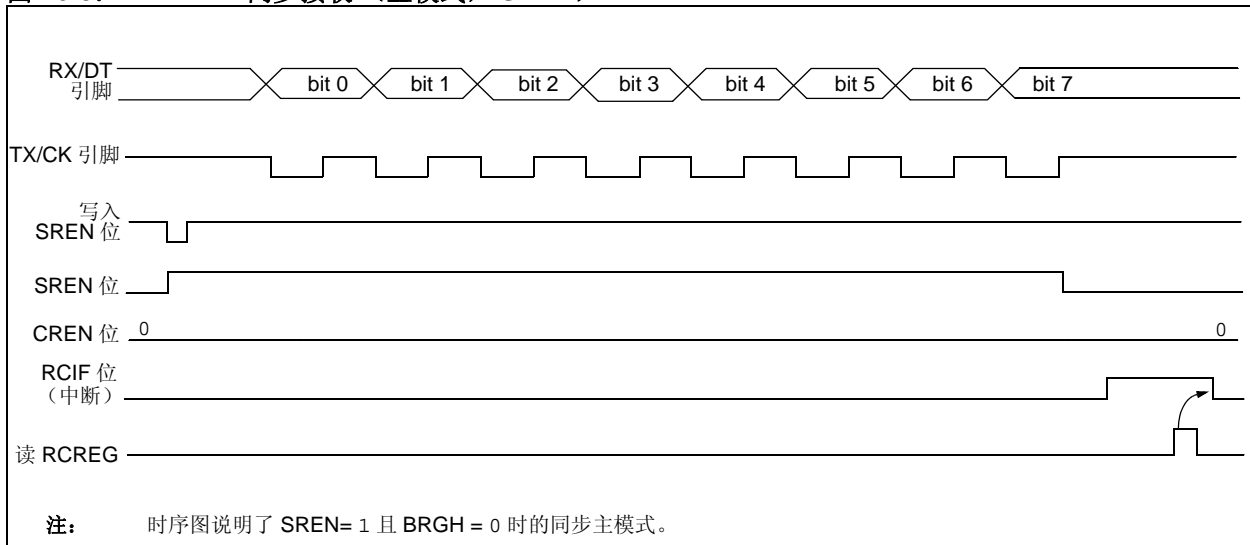 RX/DT
引脚
bit 0 bit 1 bit 2 bit 3 bit 4 bit 5 bit 6 bit 7
TX/CK 引脚
写入
SREN 位
SREN 位
CREN 位 0 0
RCIF 位
（中断）
读 RCREG
注： 时序图说明了 SREN= 1 且 BRGH = 0 时的同步主模式。